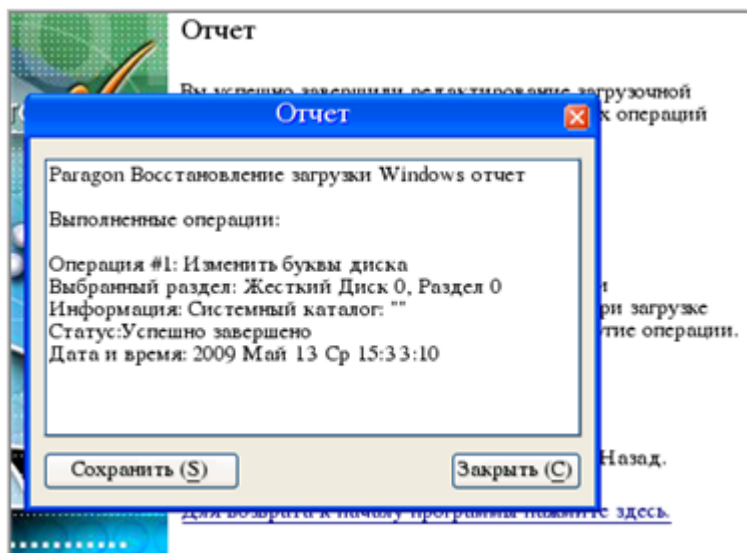 Отчет
Вы успешно завершили редактирование загрузочной
х операций
Отчет
Paragon Восстановление загрузки Windows отчет
Выполненные операции:
Операция #1: Изменить буквы диска
Выбранный раздел: Жесткий Диск 0, Раздел 0
Информация: Системный каталог: ""
Статус:Успешно завершено
Дата и время: 2009 Май 13 Ср 15:33:10
Сохранить (S)
Закрыть (C)
и
ри загрузке
тие операции.
Назад.
Для возврата к началу программы нажмите здесь.